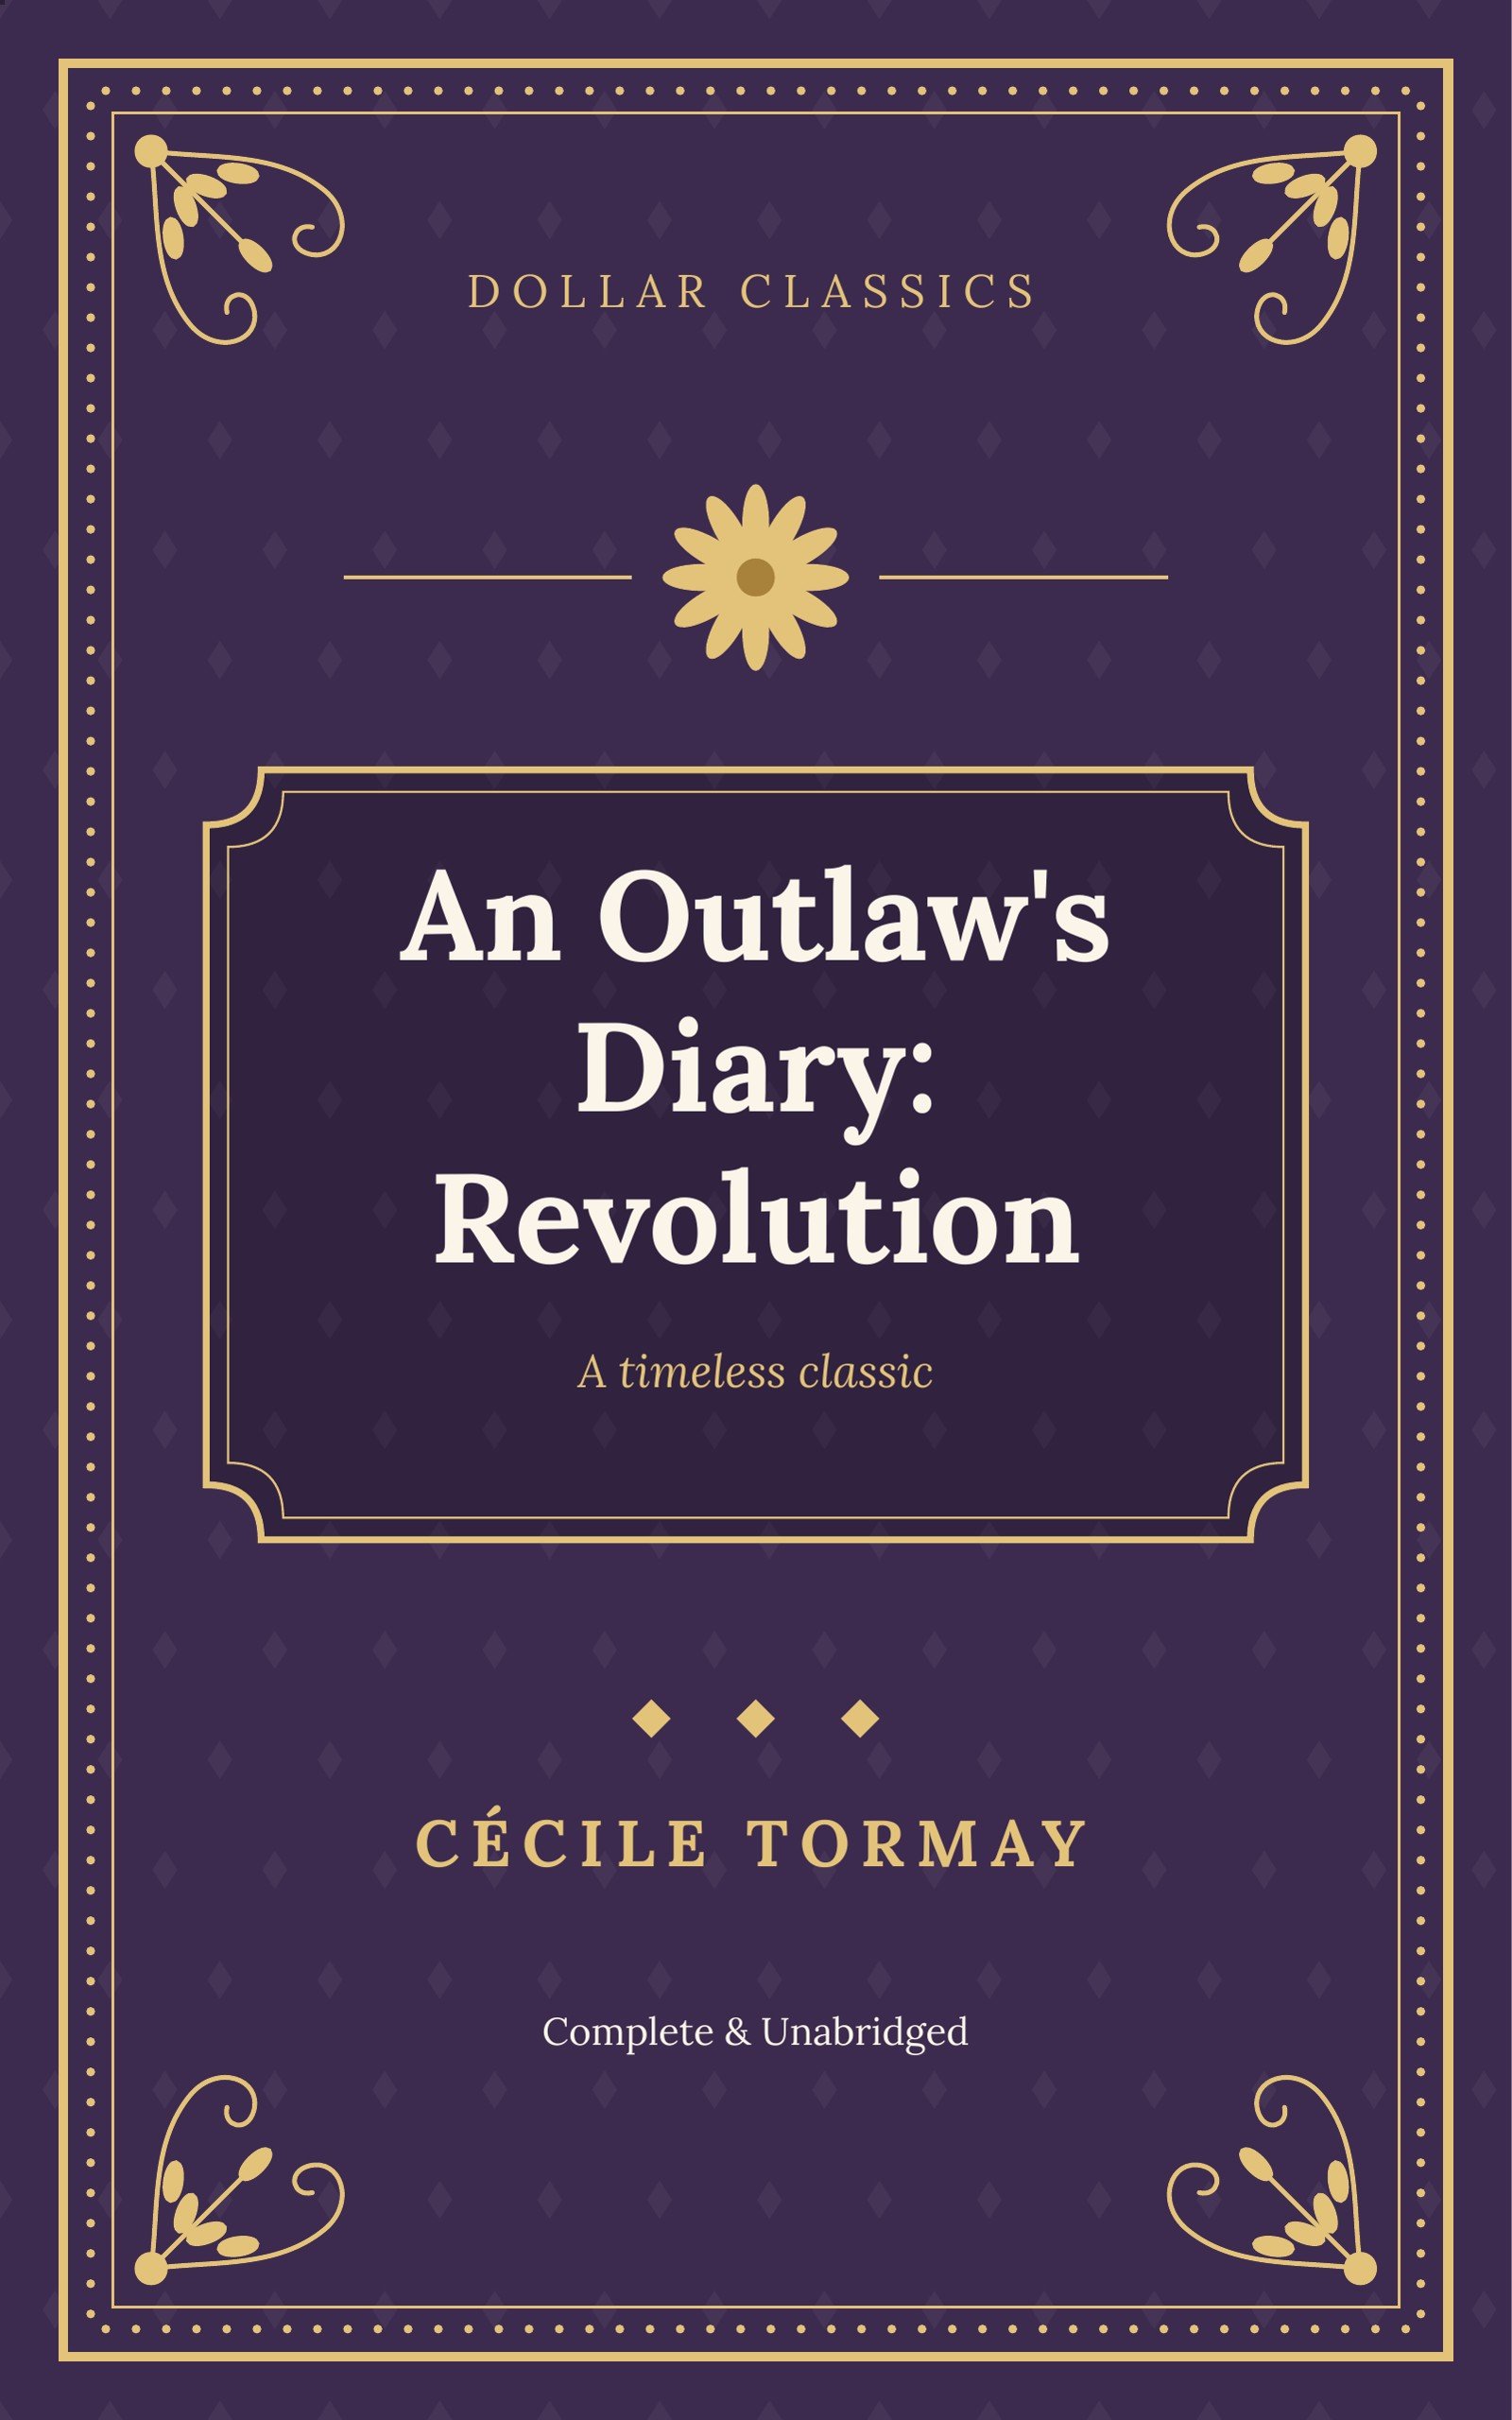 DOLLAR CLASSICS
An Outlaw's
Diary:
Revolution
A timeless classic
CÉCILE TORMAY
Complete & Unabridged